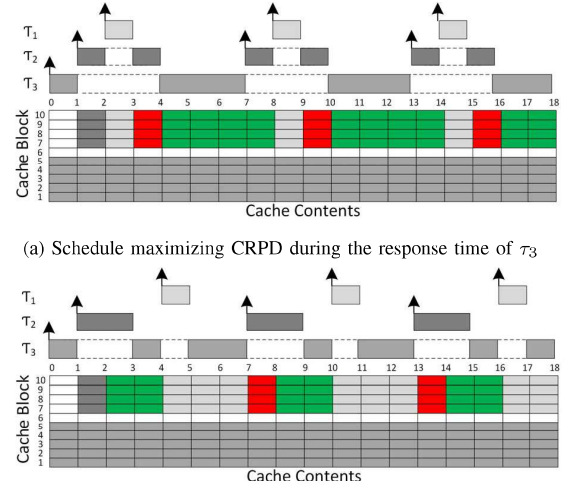 τ1
τ2
τ3
0 1 2 3 4 5 6 7 8 9 10 11 12 13 14 15 16 17 18
Cache Block
10
9
8
7
6
5
4
3
2
1
Cache Contents
(a) Schedule maximizing CRPD during the response time of τ3
τ1
τ2
τ3
0 1 2 3 4 5 6 7 8 9 10 11 12 13 14 15 16 17 18
Cache Block
10
9
8
7
6
5
4
3
2
1
Cache Contents